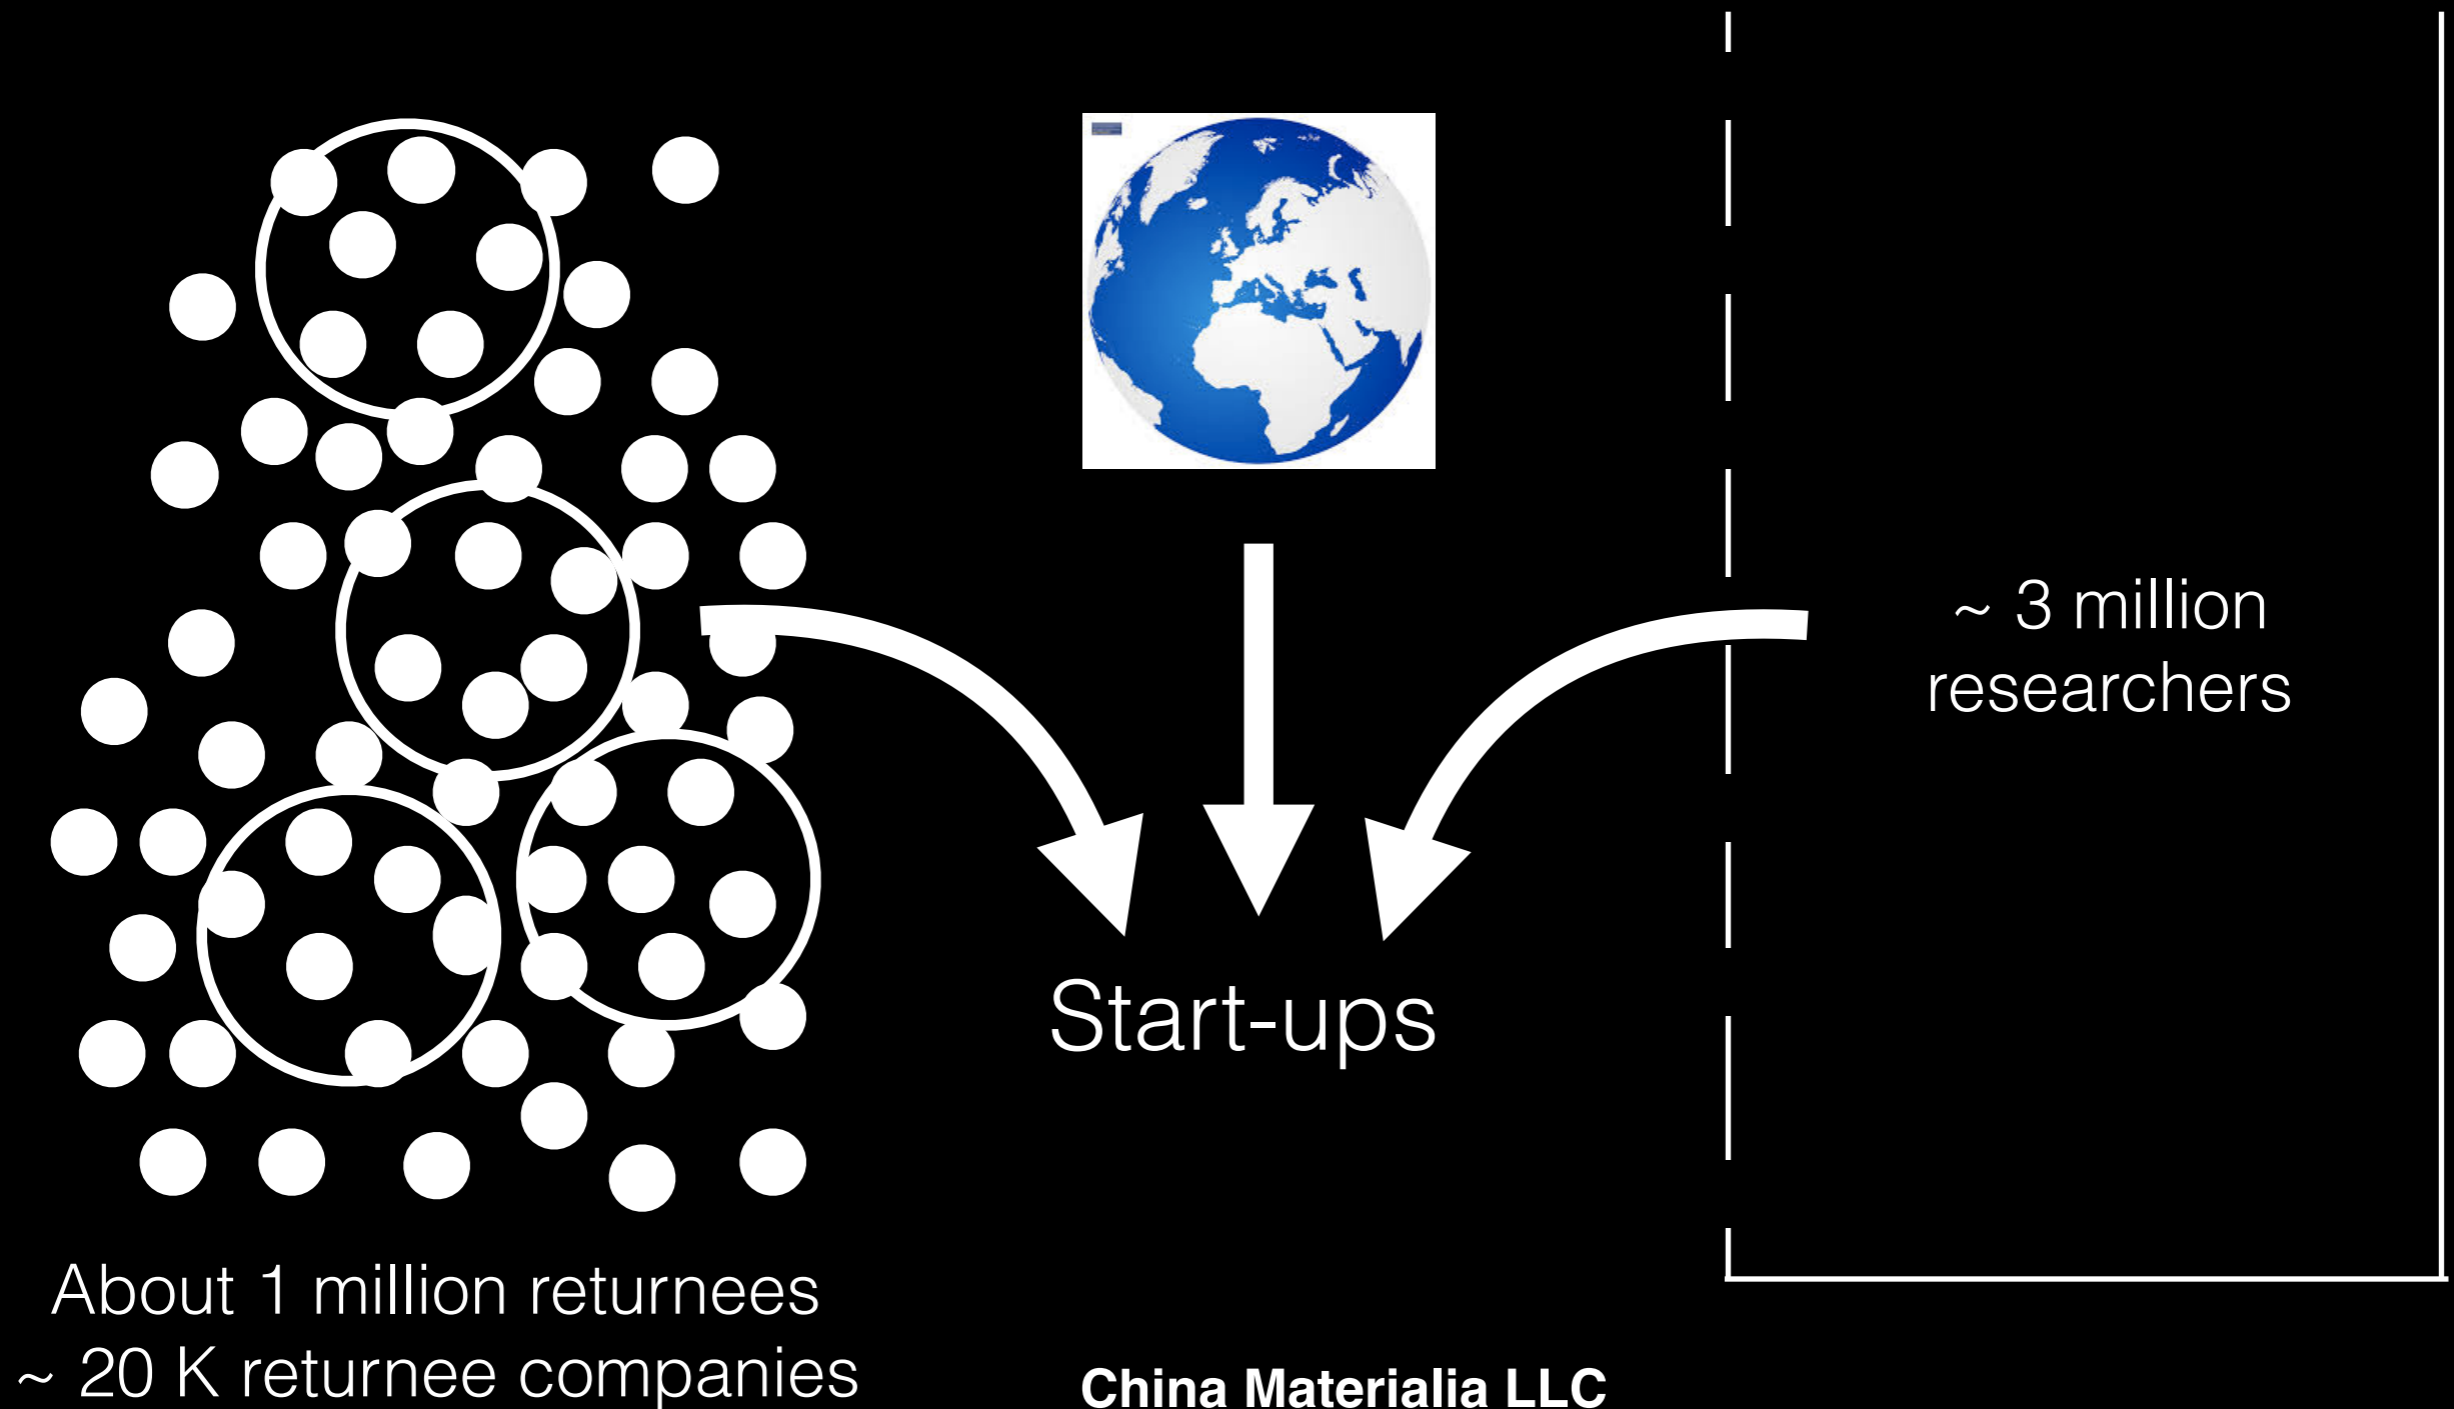 ~ 3 million
researchers
Start-ups
About 1 million returnees
~ 20 K returnee companies
China Materialia LLC